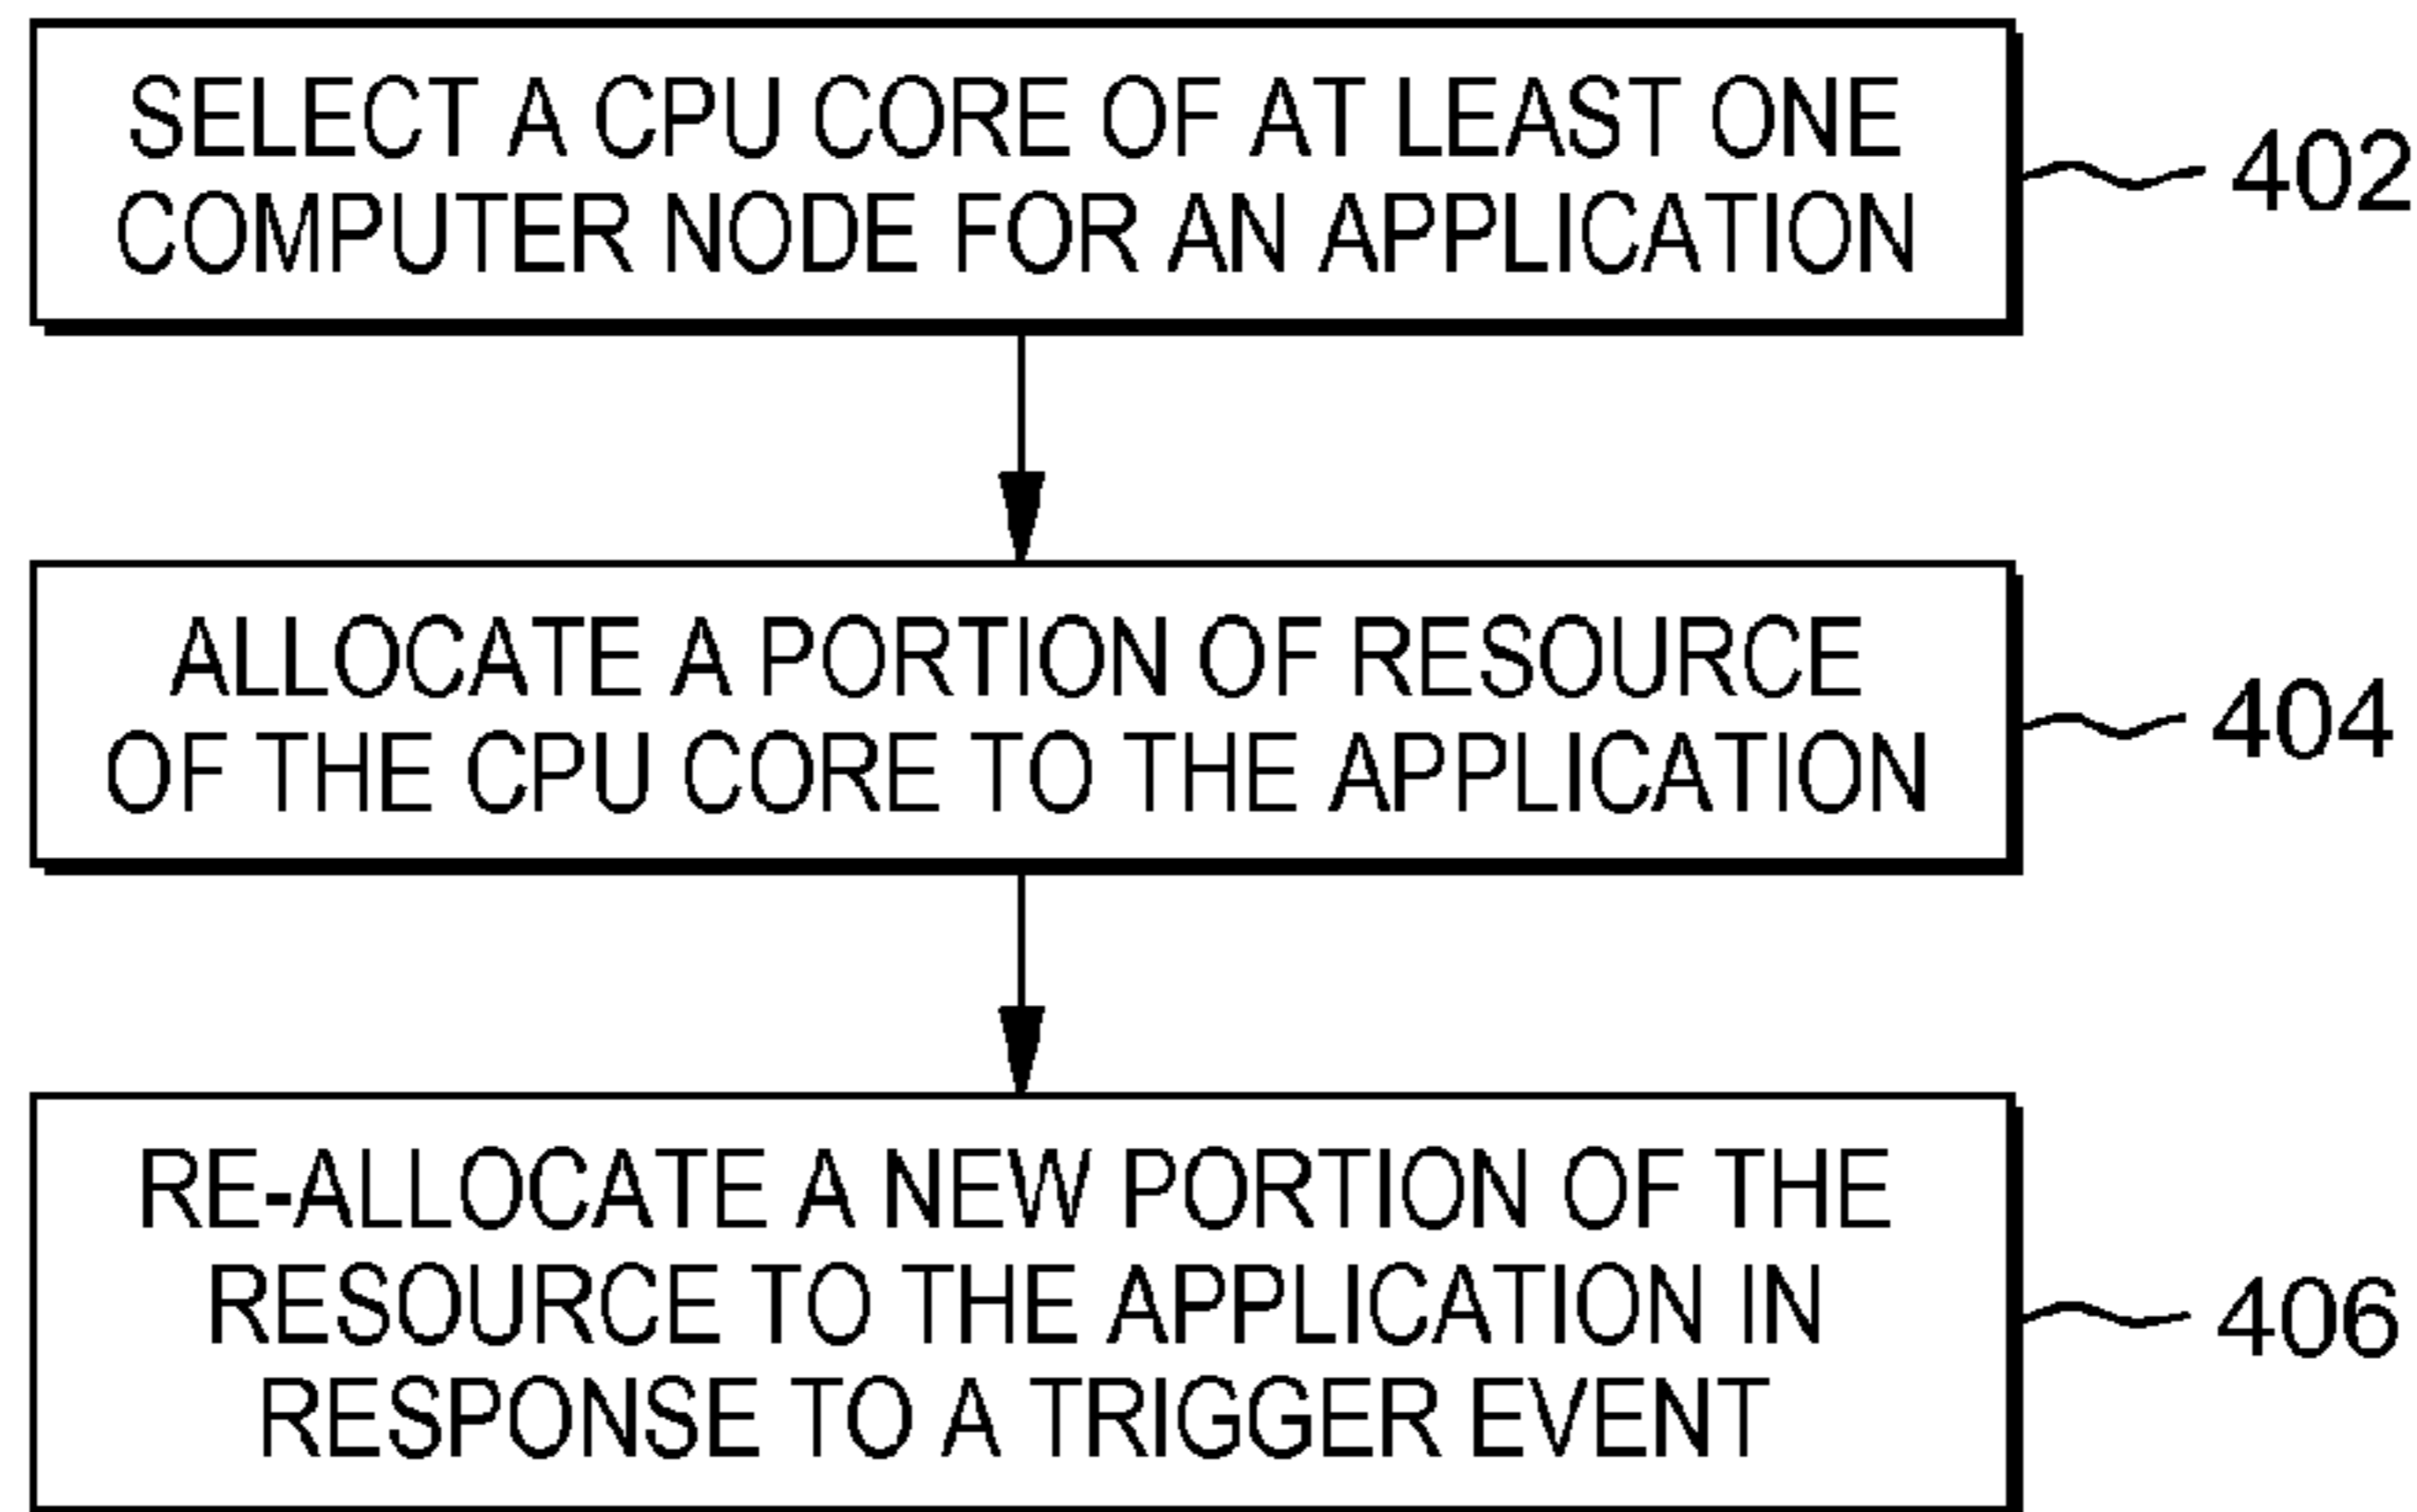 SELECT A CPU CORE OF AT LEAST ONE
COMPUTER NODE FOR AN APPLICATION
402
ALLOCATE A PORTION OF RESOURCE
OF THE CPU CORE TO THE APPLICATION
404
RE-ALLOCATE A NEW PORTION OF THE
RESOURCE TO THE APPLICATION IN
RESPONSE TO A TRIGGER EVENT
406